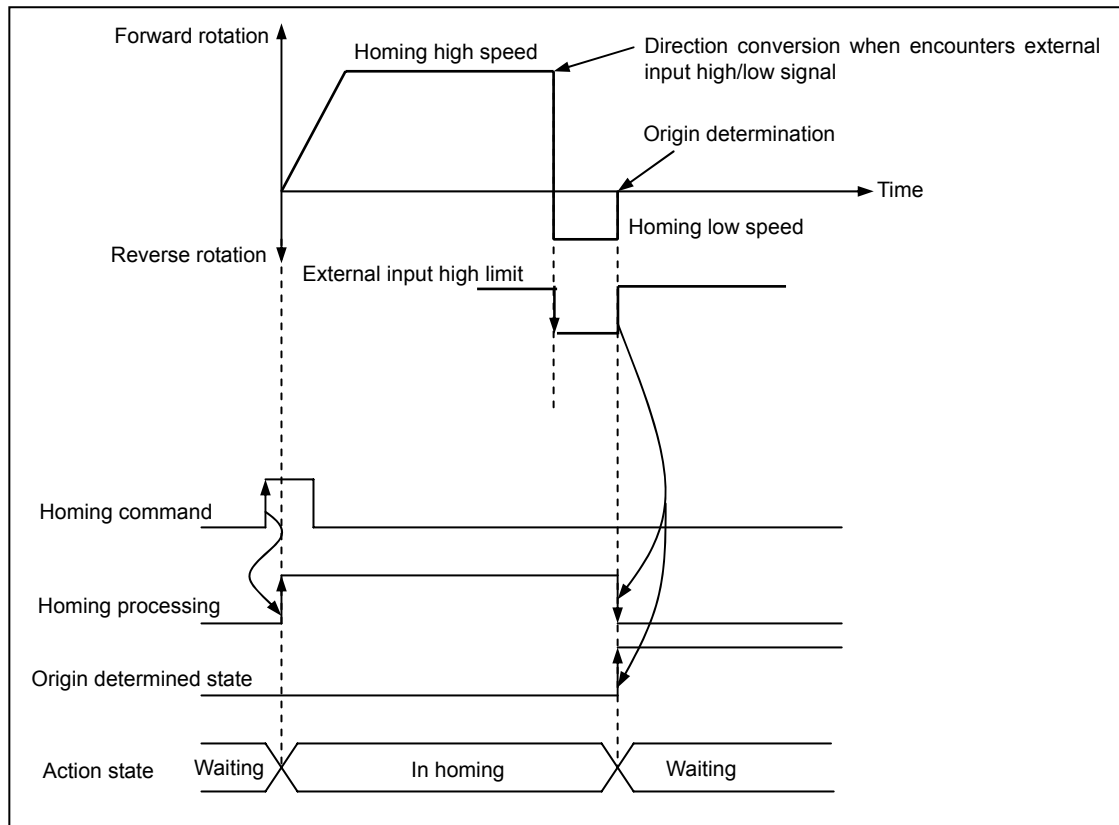 Forward rotation
Homing high speed
Direction conversion when encounters external
input high/low signal
Origin determination
Time
Homing low speed
Reverse rotation
External input high limit
Homing command
Homing processing
Origin determined state
Action state
Waiting
In homing
Waiting